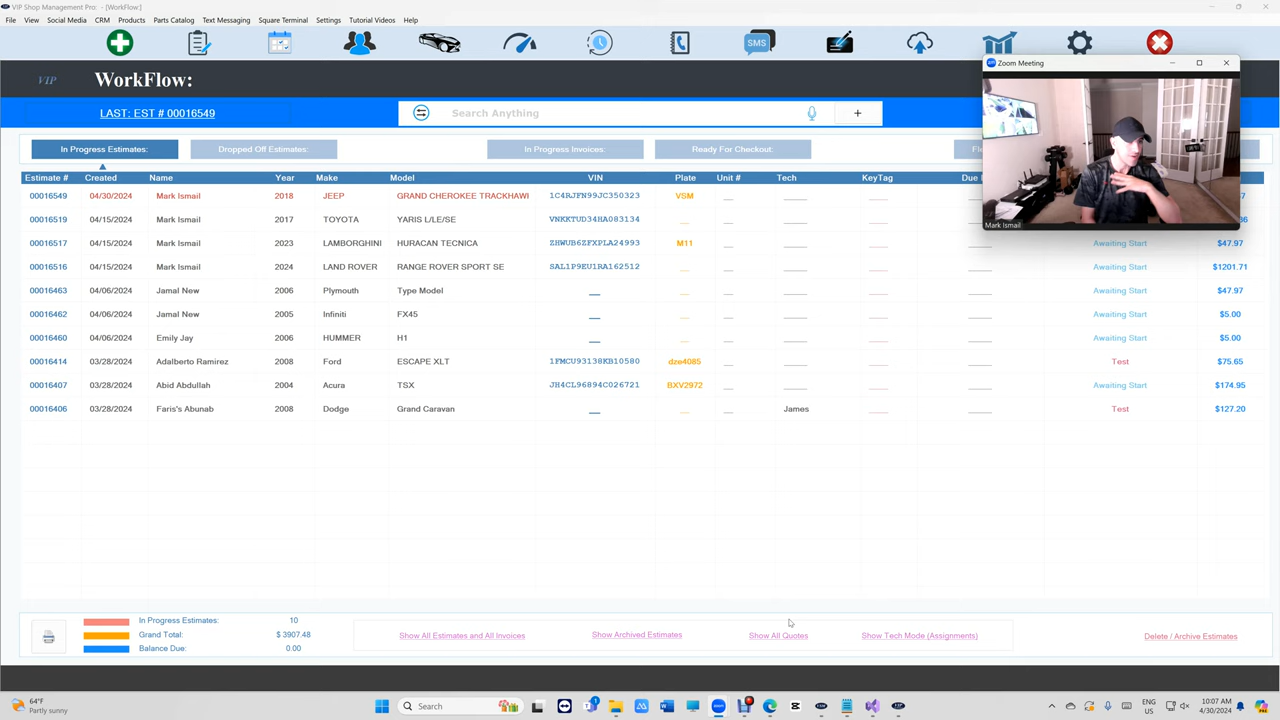 VIP Shop Management Pro: - [WorkFlow:]
File View Social Media CRM Products Parts Catalog Text Messaging Square Terminal Settings Tutorial Videos Help
SMS
Zoom Meeting
VIP WorkFlow:
LAST: EST # 00016549 Search Anything +
In Progress Estimates: Dropped Off Estimates: In Progress Invoices: Ready For Checkout:
Estimate # Created Name Year Make Model VIN Plate Unit # Tech KeyTag Due
00016549 04/30/2024 Mark Ismail 2018 JEEP GRAND CHEROKEE TRACKHAWI 1C4RJFN99JC350323 VSM
00016519 04/15/2024 Mark Ismail 2017 TOYOTA YARIS L/LE/SE VNKKTUD34HA083134
Mark Ismail
00016517 04/15/2024 Mark Ismail 2023 LAMBORGHINI HURACAN TECNICA ZHWUB6ZFXPLA24993 M11 Awaiting Start $47.97
00016516 04/15/2024 Mark Ismail 2024 LAND ROVER RANGE ROVER SPORT SE SAL1P9EU1RA162512 Awaiting Start $1201.71
00016463 04/06/2024 Jamal New 2006 Plymouth Type Model Awaiting Start $47.97
00016462 04/06/2024 Jamal New 2005 Infiniti FX45 Awaiting Start $5.00
00016460 04/06/2024 Emily Jay 2006 HUMMER H1 Awaiting Start $5.00
00016414 03/28/2024 Adalberto Ramirez 2008 Ford ESCAPE XLT 1FMCU93138KB10580 dze4085 Test $75.65
00016407 03/28/2024 Abid Abdullah 2004 Acura TSX JH4CL96894C026721 BXV2972 Awaiting Start $174.95
00016406 03/28/2024 Faris's Abunab 2008 Dodge Grand Caravan James Test $127.20
In Progress Estimates: 10
Grand Total: $ 3907.48
Balance Due: 0.00
Show All Estimates and All Invoices Show Archived Estimates Show All Quotes Show Tech Mode (Assignments) Delete / Archive Estimates
64°F
Partly sunny
Search
ENG
US
10:07 AM
4/30/2024